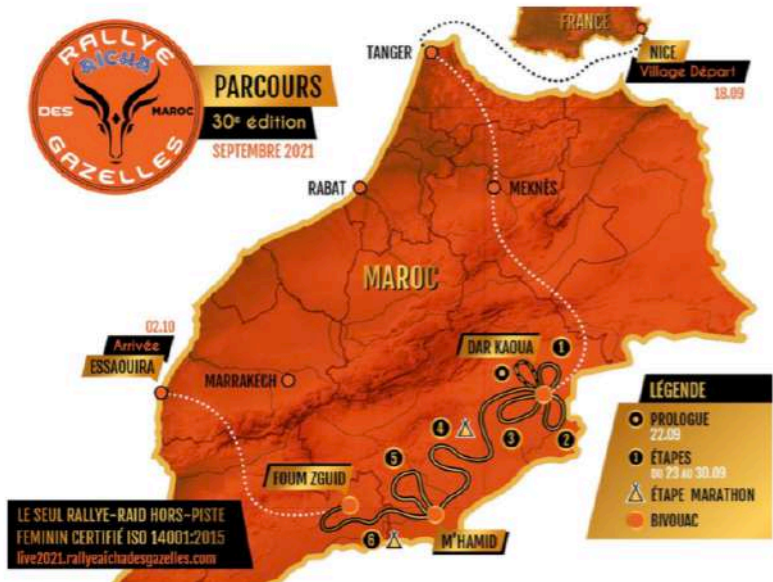 RALLYE
AÏCHA
DES
MAROC
GAZELLES
PARCOURS
30e édition
SEPTEMBRE 2021
FRANCE
TANGER
NICE
Village Départ
18.09
RABAT
MEKNÈS
MAROC
02.10
Arrivée
ESSAOUIRA
MARRAKECH
DAR KAOUA
1
2
3
4
5
6
FOUM ZGUID
M'HAMID
LÉGENDE
PROLOGUE
22.09
1 ÉTAPES
DU 23 AU 30.09
ÉTAPE MARATHON
BIVOUAC
LE SEUL RALLYE-RAID HORS-PISTE
FEMININ CERTIFIÉ ISO 14001:2015
live2021.rallyeaichadesgazelles.com